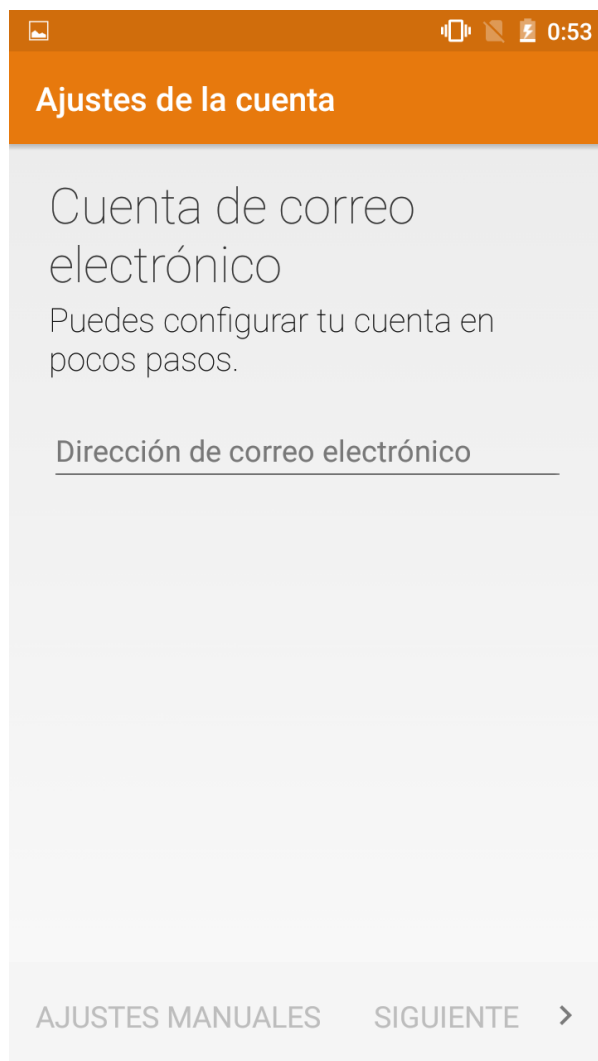 0:53
Ajustes de la cuenta
Cuenta de correo
electrónico
Puedes configurar tu cuenta en
pocos pasos.
Dirección de correo electrónico
AJUSTES MANUALES SIGUIENTE